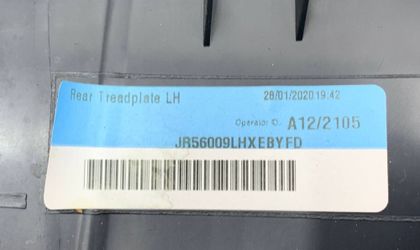 Rear Treadplate LH 28/01/2020 19:42
Operator ID: A12/2105
JR56009LHXEBYFD